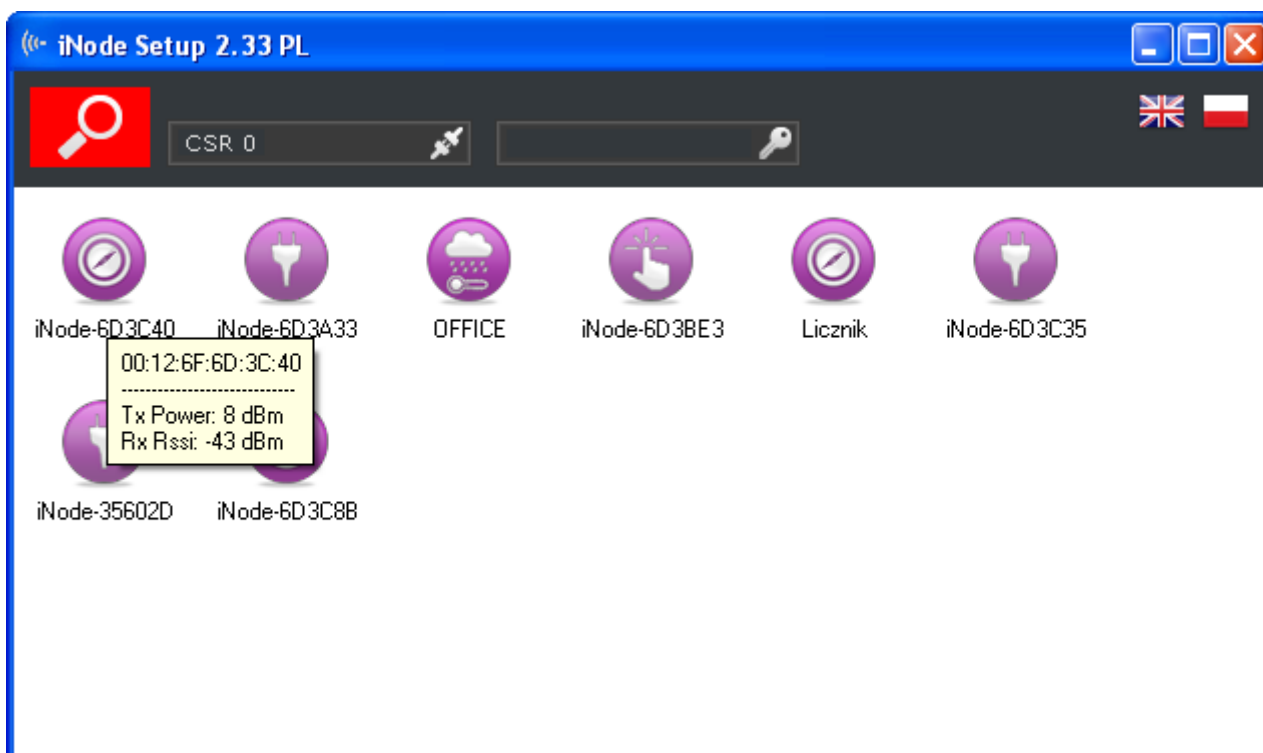 iNode Setup 2.33 PL
CSR 0
iNode-6D3C40 iNode-6D3A33 OFFICE iNode-6D3BE3 Licznik iNode-6D3C35
00:12:6F:6D:3C:40
-----------------------------
Tx Power: 8 dBm
Rx Rssi: -43 dBm
iNode-35602D iNode-6D3C8B